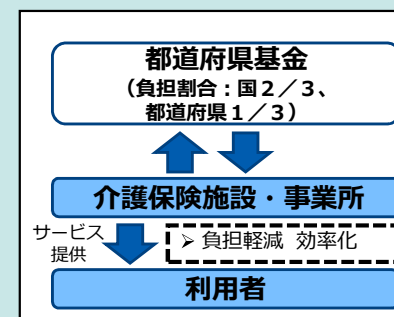 都道府県基金
（負担割合：国２／３、
都道府県１／３）
介護保険施設・事業所
サービス
提供
➢ 負担軽減 効率化
利用者